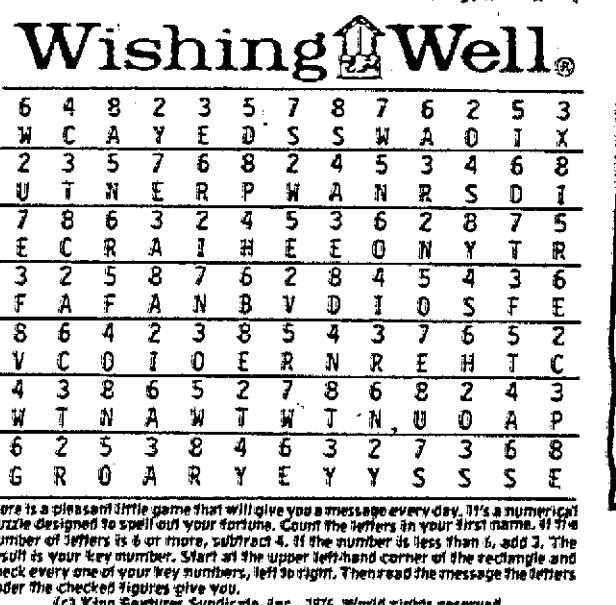 Wishing Well®
6 4 8 2 3 5 7 8 7 6 2 5 3
W C A Y E D S S W A O I X
2 3 5 7 6 8 2 4 5 3 4 6 8
U T N E R P W A N R S D I
7 8 6 3 2 4 5 3 6 2 8 7 5
E C R A I H E E O N Y T R
3 2 5 8 7 6 2 8 4 5 4 3 6
F A F A N B V D I O S F E
8 6 4 2 3 8 5 4 3 7 6 5 2
V C O I O E R N R E H T C
4 3 8 6 5 2 7 8 6 8 2 4 3
W T N A W T W T N U O A P
6 2 5 3 8 4 6 3 2 7 3 6 8
G R O A R Y E Y Y S S S E
Here is a pleasant little game that will give you a message every day. It's a numerical
puzzle designed to spell out your fortune. Count the letters in your first name. If the
number of letters is 6 or more, subtract 4. If the number is less than 6, add 3. The
result is your key number. Start at the upper left-hand corner of the rectangle and
check every one of your key numbers, left to right. Then read the message the letters
under the checked figures give you.
(c) King Features Syndicate, Inc., 1976. World rights reserved.